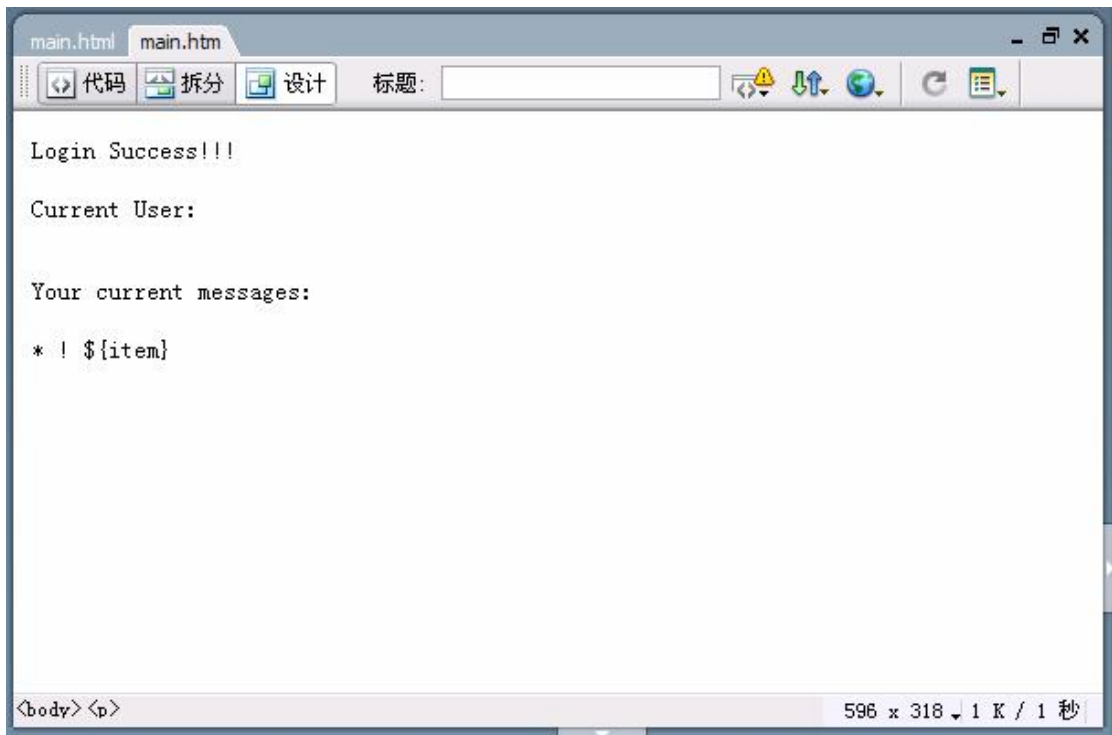 main.html main.htm
代码 拆分 设计 标题:
Login Success!!!
Current User:
Your current messages:
* ! ${item}
<body> <p> 596 x 318 1 K / 1 秒